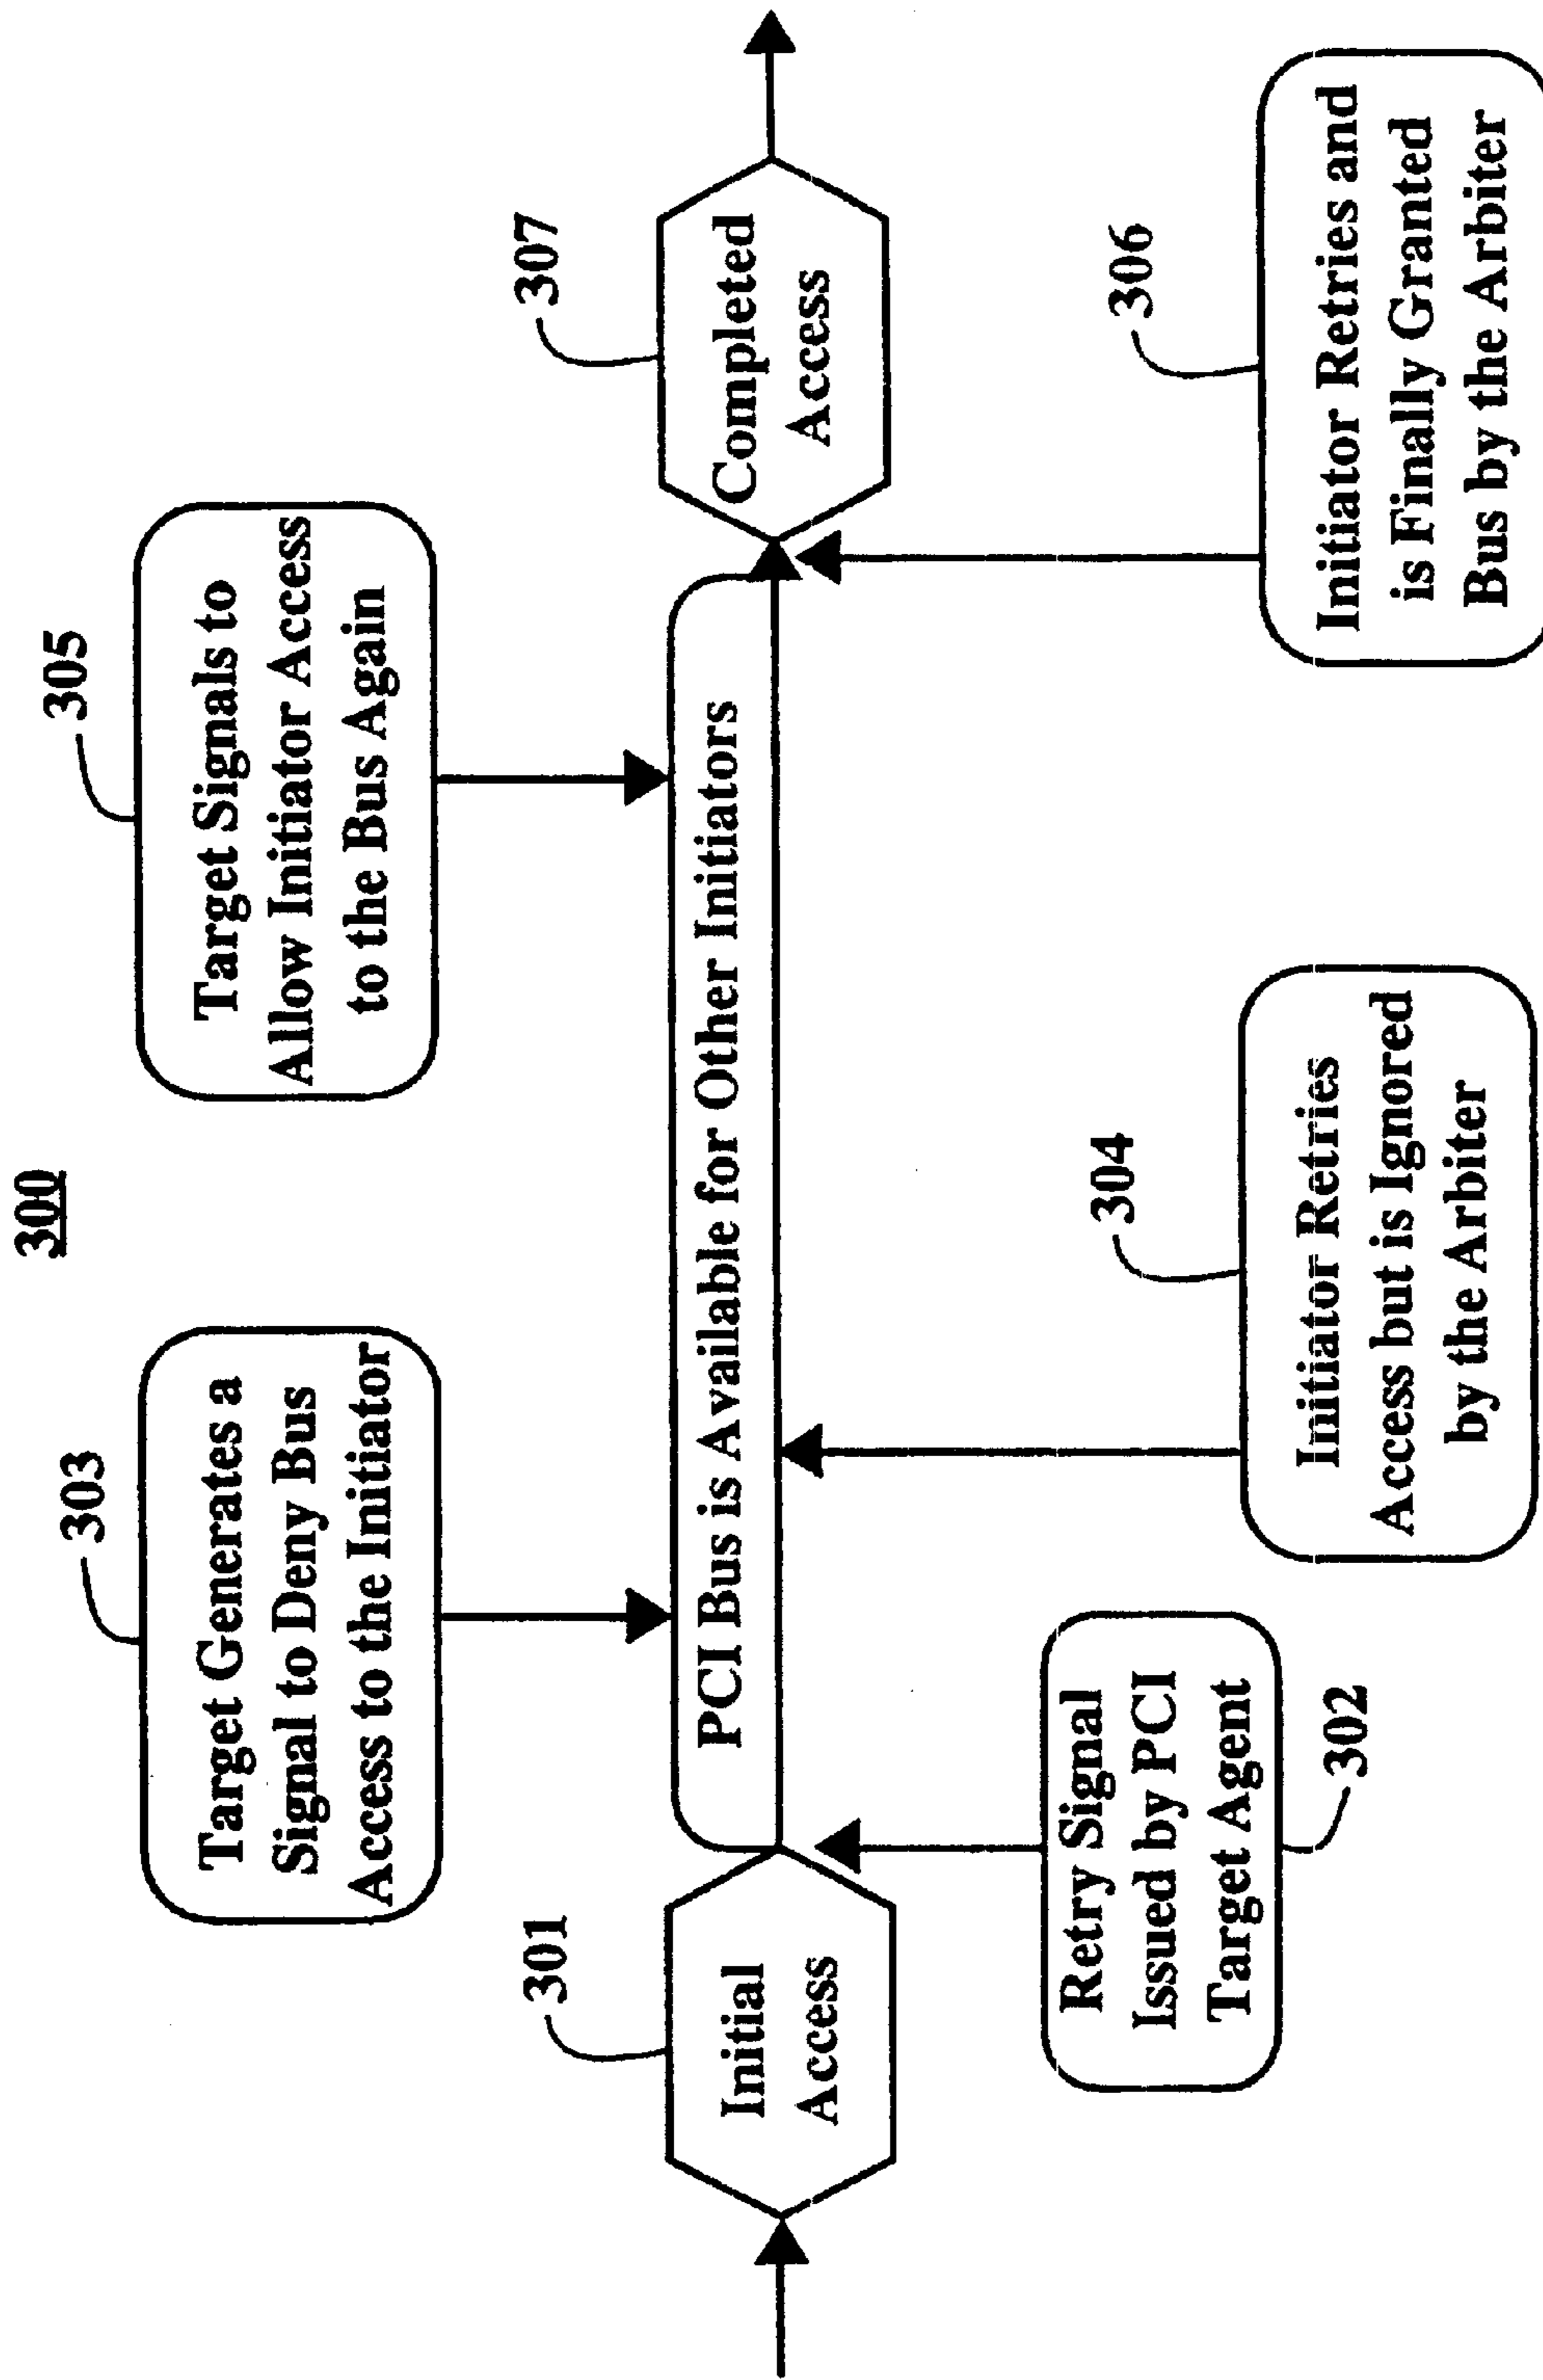 300
303
Target Generates a
Signal to Deny Bus
Access to the Initiator
305
Target Signals to
Allow Initiator Access
to the Bus Again
301
Initial
Access
PCI Bus is Available for Other Initiators
307
Completed
Access
Retry Signal
Issued by PCI
Target Agent
302
304
Initiator Retries
Access but is Ignored
by the Arbiter
306
Initiator Retries and
is Finally Granted
Bus by the Arbiter